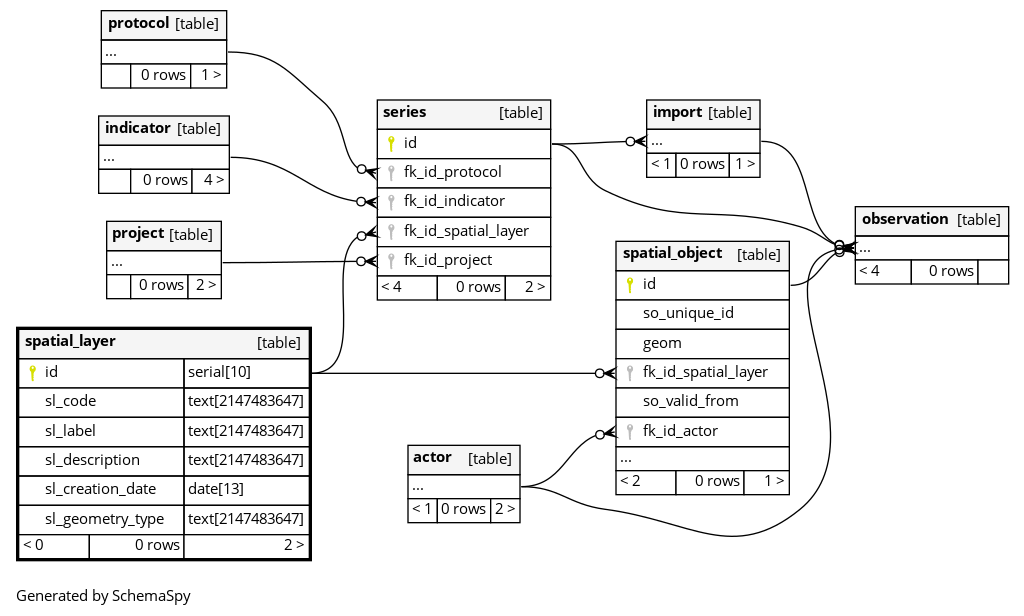 protocol [table]
...
0 rows 1 >
indicator [table]
...
0 rows 4 >
project [table]
...
0 rows 2 >
spatial_layer [table]
id serial[10]
sl_code text[2147483647]
sl_label text[2147483647]
sl_description text[2147483647]
sl_creation_date date[13]
sl_geometry_type text[2147483647]
< 0 0 rows 2 >
series [table]
id
fk_id_protocol
fk_id_indicator
fk_id_spatial_layer
fk_id_project
< 4 0 rows 2 >
actor [table]
...
< 1 0 rows 2 >
import [table]
...
< 1 0 rows 1 >
spatial_object [table]
id
so_unique_id
geom
fk_id_spatial_layer
so_valid_from
fk_id_actor
...
< 2 0 rows 1 >
observation [table]
...
< 4 0 rows
Generated by SchemaSpy